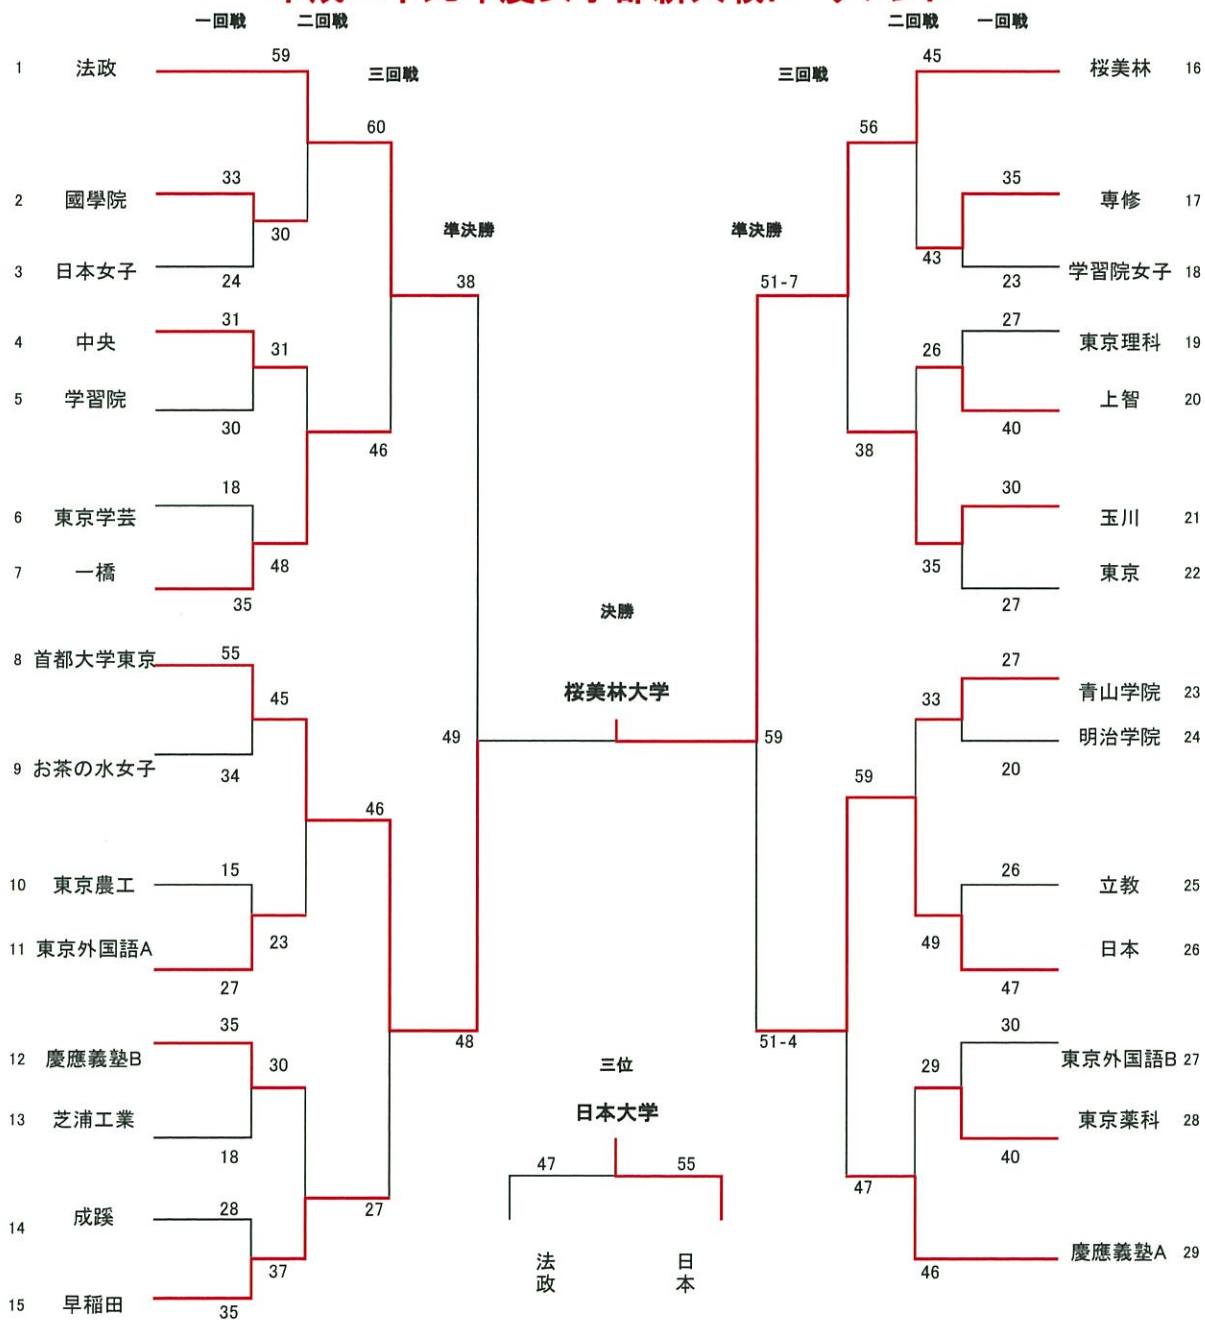 一回戦 二回戦 二回戦 一回戦
1 法政 59 45 桜美林 16
三回戦 三回戦
60 56
2 國學院 33 35 専修 17
30 準決勝 準決勝 43
3 日本女子 24 23 学習院女子 18
38 51-7
4 中央 31 27 東京理科 19
31 26
5 学習院 30 40 上智 20
46 38
6 東京学芸 18 30 玉川 21
48 35
7 一橋 35 27 東京 22
決勝
8 首都大学東京 55 27 青山学院 23
45 桜美林大学 33
49 59 明治学院 24
9 お茶の水女子 34 20
46 59
10 東京農工 15 26 立教 25
23 49
11 東京外国語A 27 47 日本 26
48 51-4
12 慶應義塾B 35 30 東京外国語B 27
30 三位 29
13 芝浦工業 18 日本大学 40 東京薬科 28
47 55
27 47
14 成蹊 28
37 法政 日本 46 慶應義塾A 29
15 早稲田 35